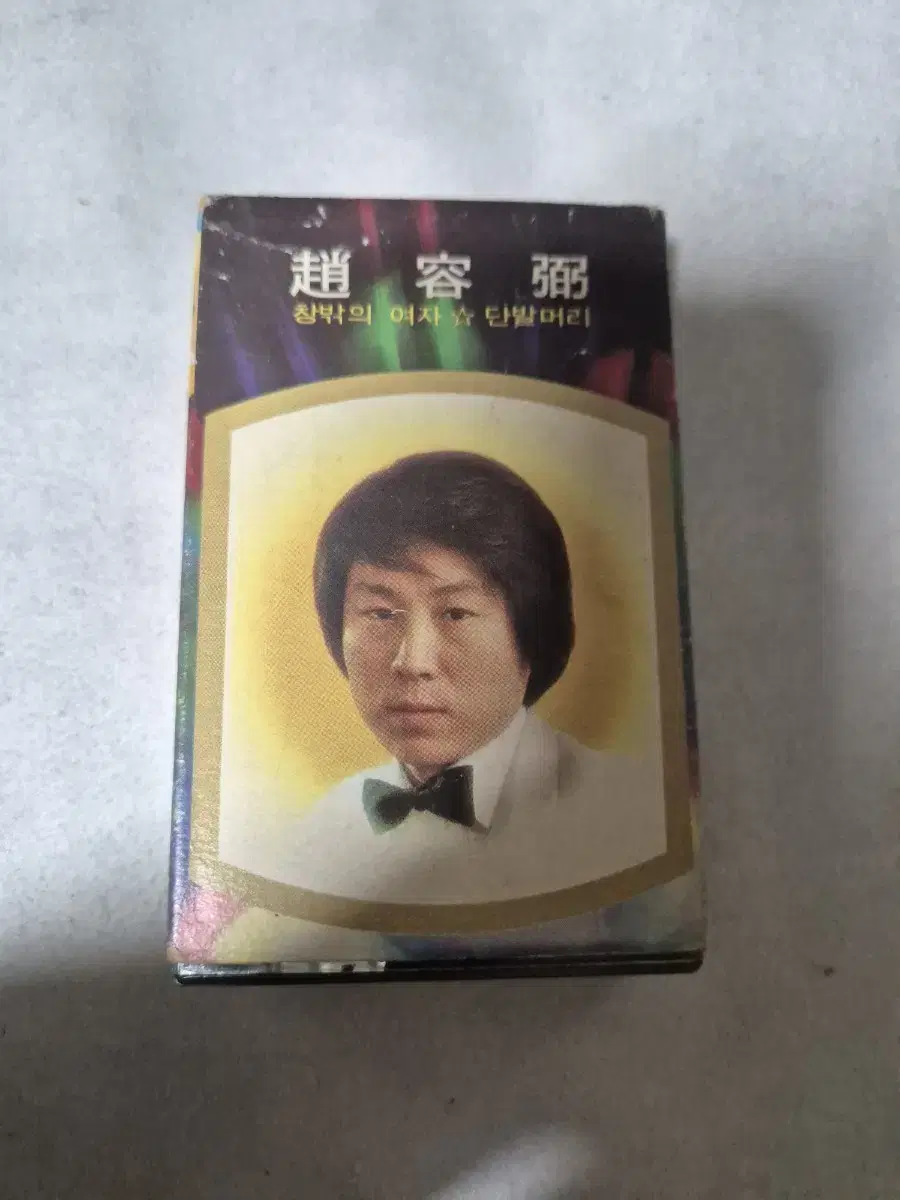 趙 容 弼
창밖의 여자 ☆ 단발머리